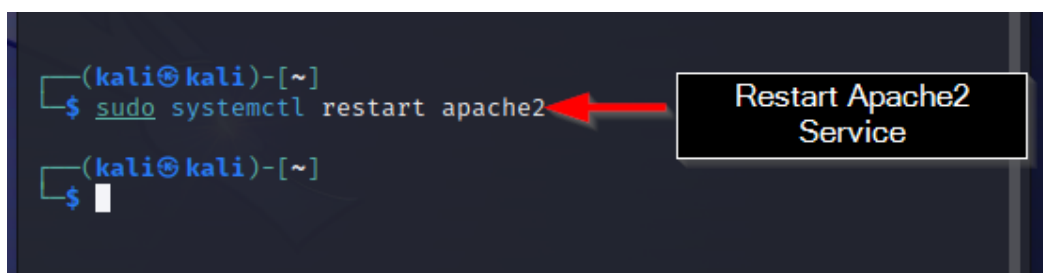 ┌──(kali㉿kali)-[~]
└─$ sudo systemctl restart apache2
Restart Apache2
Service
┌──(kali㉿kali)-[~]
└─$